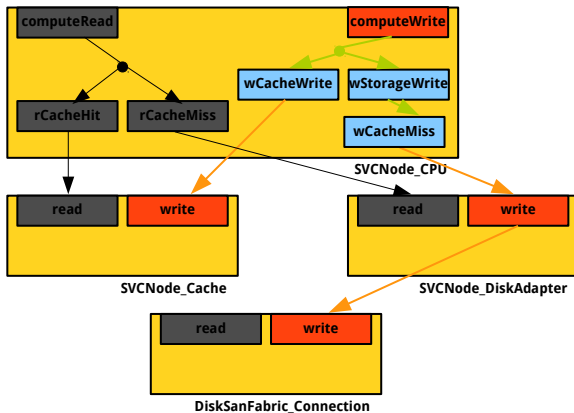 computeRead
computeWrite
wCacheWrite
wStorageWrite
rCacheHit
rCacheMiss
wCacheMiss
SVCNode_CPU
read
write
read
write
SVCNode_Cache
SVCNode_DiskAdapter
read
write
DiskSanFabric_Connection